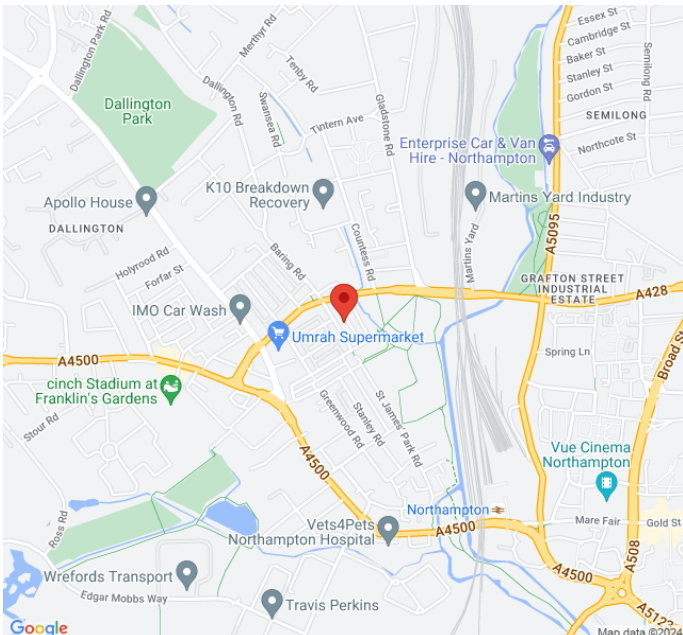 Essex St
Cambridge St
Baker St
Stanley St
Gordon St
Semilong Rd
SEMILONG
Northcote St
Dallington Park Rd
Merthyr Rd
Tenby Rd
Dallington Rd
Swansea Rd
Gladstone Rd
Dallington
Park
Tintern Ave
Enterprise Car & Van
Hire - Northampton
K10 Breakdown
Recovery
Martins Yard Industry
Apollo House
DALLINGTON
Countess Rd
Martins Yard
A5095
Baring Rd
Holyrood Rd
Forfar St
GRAFTON STREET
INDUSTRIAL
ESTATE
A428
IMO Car Wash
Umrah Supermarket
Spring Ln
Broad St
A4500
cinch Stadium at
Franklin's Gardens
St James' Park Rd
Stanley Rd
Greenwood Rd
Stour Rd
A4500
Vue Cinema
Northampton
Northampton
Mare Fair
Gold St
Ross Rd
Vets4Pets
Northampton Hospital
A4500
A508
A4500
Wrefords Transport
Edgar Mobbs Way
Travis Perkins
A5123
Google
Map data ©2024